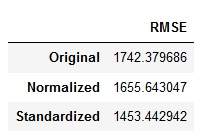 RMSE
Original 1742.379686
Normalized 1655.643047
Standardized 1453.442942